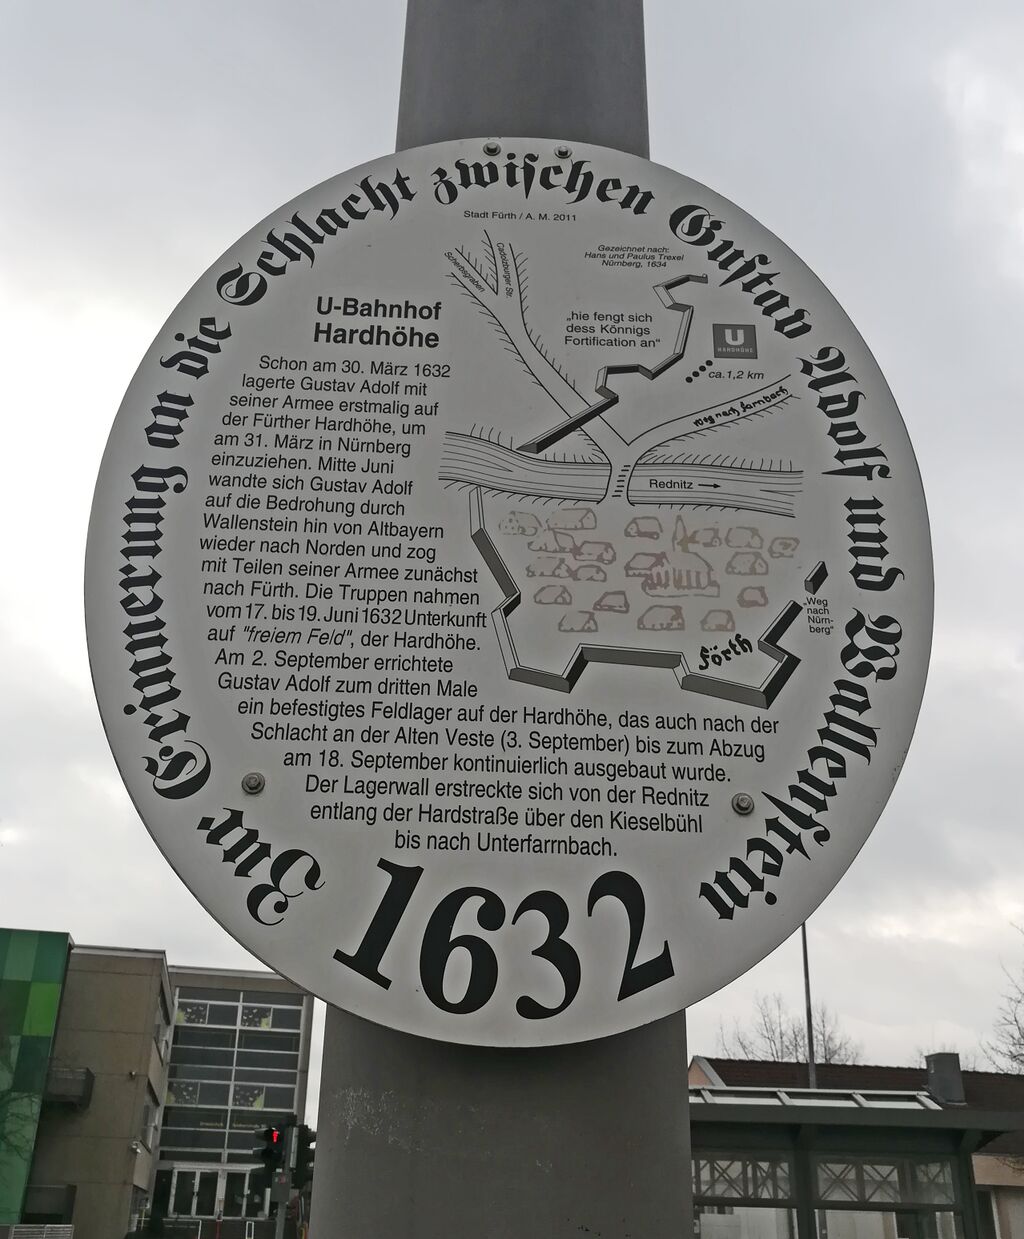 Zur Erinnerung an die Schlacht zwischen Gustav Adolf und Wallenstein
Stadt Fürth / A. M. 2011
Gezeichnet nach:
Hans und Paulus Trexel
Nürnberg, 1634
Scherbsgraben
Cadolzburger Str.
„hie fengt sich
dess Könnigs
Fortification an“
U
HARDHÖHE
ca. 1,2 km
weg nach farnbach
Rednitz
„Weg
nach
Nürn-
berg“
förth
U-Bahnhof
Hardhöhe
Schon am 30. März 1632
lagerte Gustav Adolf mit
seiner Armee erstmalig auf
der Fürther Hardhöhe, um
am 31. März in Nürnberg
einzuziehen. Mitte Juni
wandte sich Gustav Adolf
auf die Bedrohung durch
Wallenstein hin von Altbayern
wieder nach Norden und zog
mit Teilen seiner Armee zunächst
nach Fürth. Die Truppen nahmen
vom 17. bis 19. Juni 1632 Unterkunft
auf "freiem Feld", der Hardhöhe.
Am 2. September errichtete
Gustav Adolf zum dritten Male
ein befestigtes Feldlager auf der Hardhöhe, das auch nach der
Schlacht an der Alten Veste (3. September) bis zum Abzug
am 18. September kontinuierlich ausgebaut wurde.
Der Lagerwall erstreckte sich von der Rednitz
entlang der Hardstraße über den Kieselbühl
bis nach Unterfarrnbach.
1632